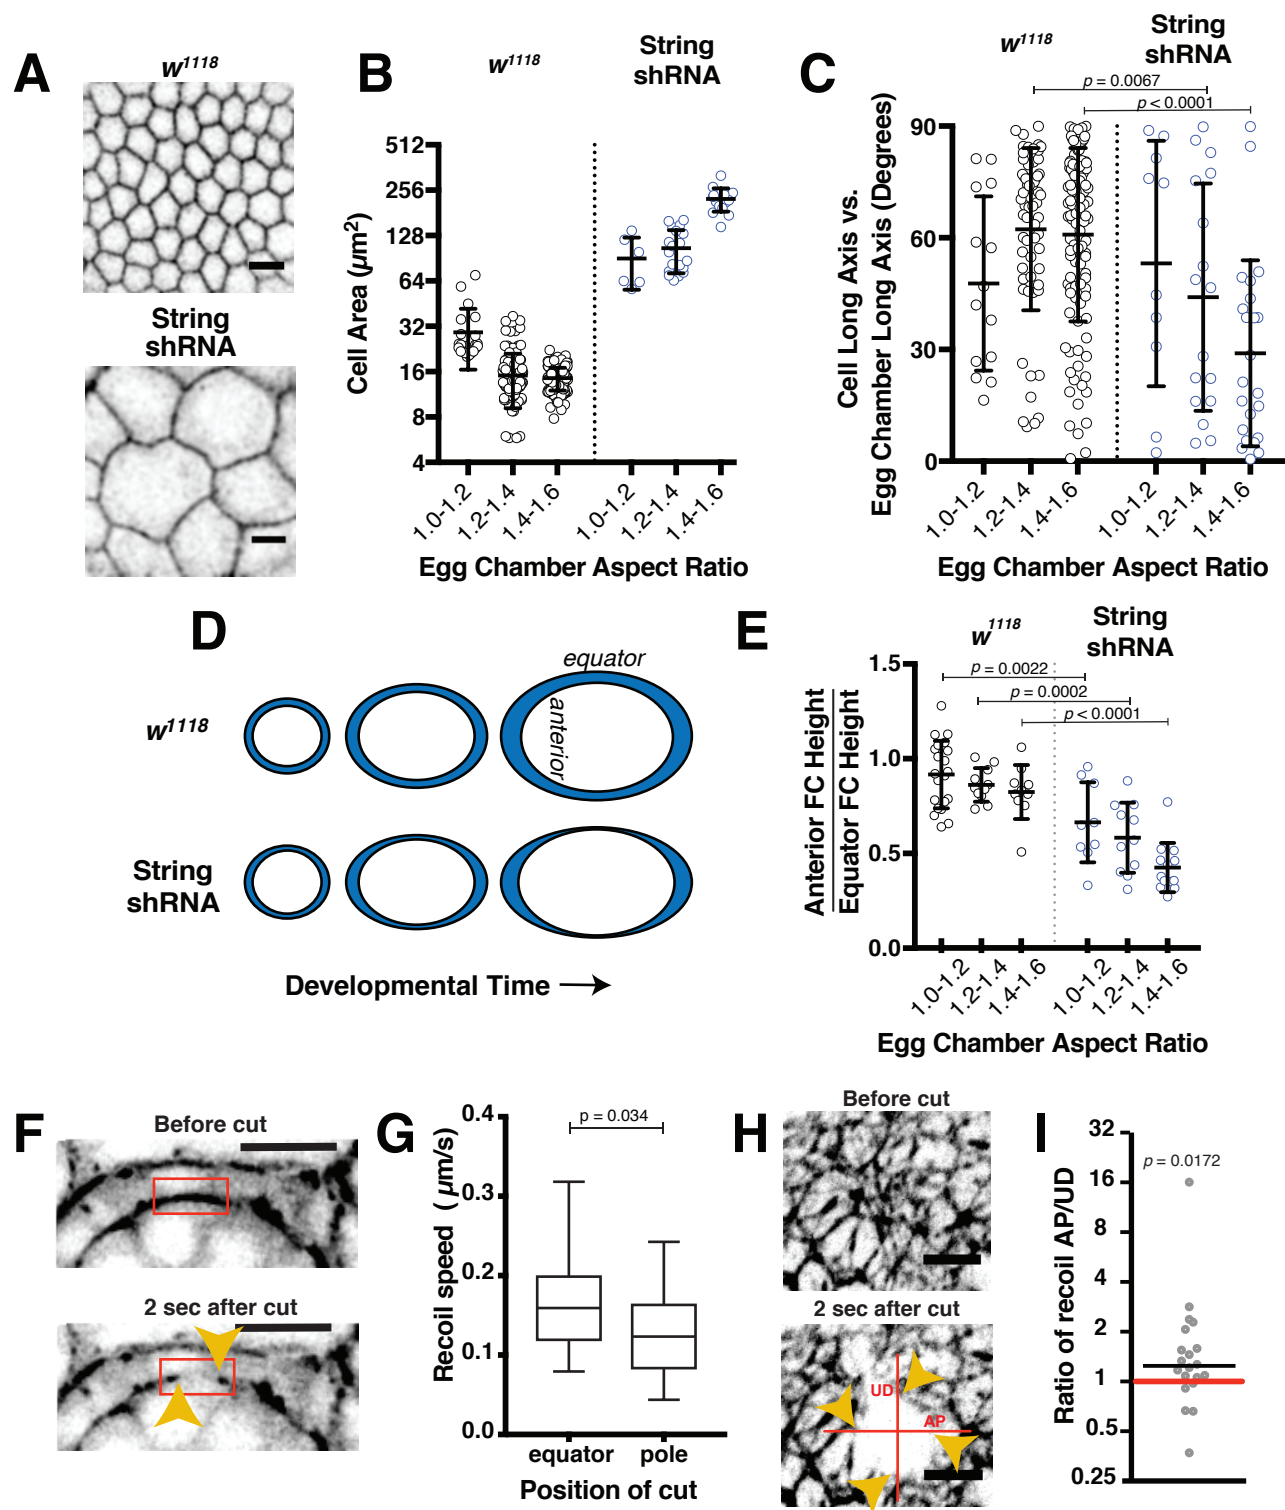 A
w1118
String
shRNA
B
w1118
String
shRNA
Cell Area (µm2)
512
256
128
64
32
16
8
4
1.0-1.2
1.2-1.4
1.4-1.6
1.0-1.2
1.2-1.4
1.4-1.6
Egg Chamber Aspect Ratio
C
w1118
String
shRNA
p = 0.0067
p < 0.0001
Cell Long Axis vs.
Egg Chamber Long Axis (Degrees)
90
60
30
0
1.0-1.2
1.2-1.4
1.4-1.6
1.0-1.2
1.2-1.4
1.4-1.6
Egg Chamber Aspect Ratio
D
w1118
equator
anterior
String
shRNA
Developmental Time
E
w1118
String
shRNA
p = 0.0022
p = 0.0002
p < 0.0001
Anterior FC Height
Equator FC Height
1.5
1.0
0.5
0.0
1.0-1.2
1.2-1.4
1.4-1.6
1.0-1.2
1.2-1.4
1.4-1.6
Egg Chamber Aspect Ratio
F
Before cut
2 sec after cut
G
p = 0.034
Recoil speed ( µm/s)
0.4
0.3
0.2
0.1
0.0
equator
pole
Position of cut
H
Before cut
2 sec after cut
UD
AP
I
p = 0.0172
Ratio of recoil AP/UD
32
16
8
4
2
1
0.5
0.25